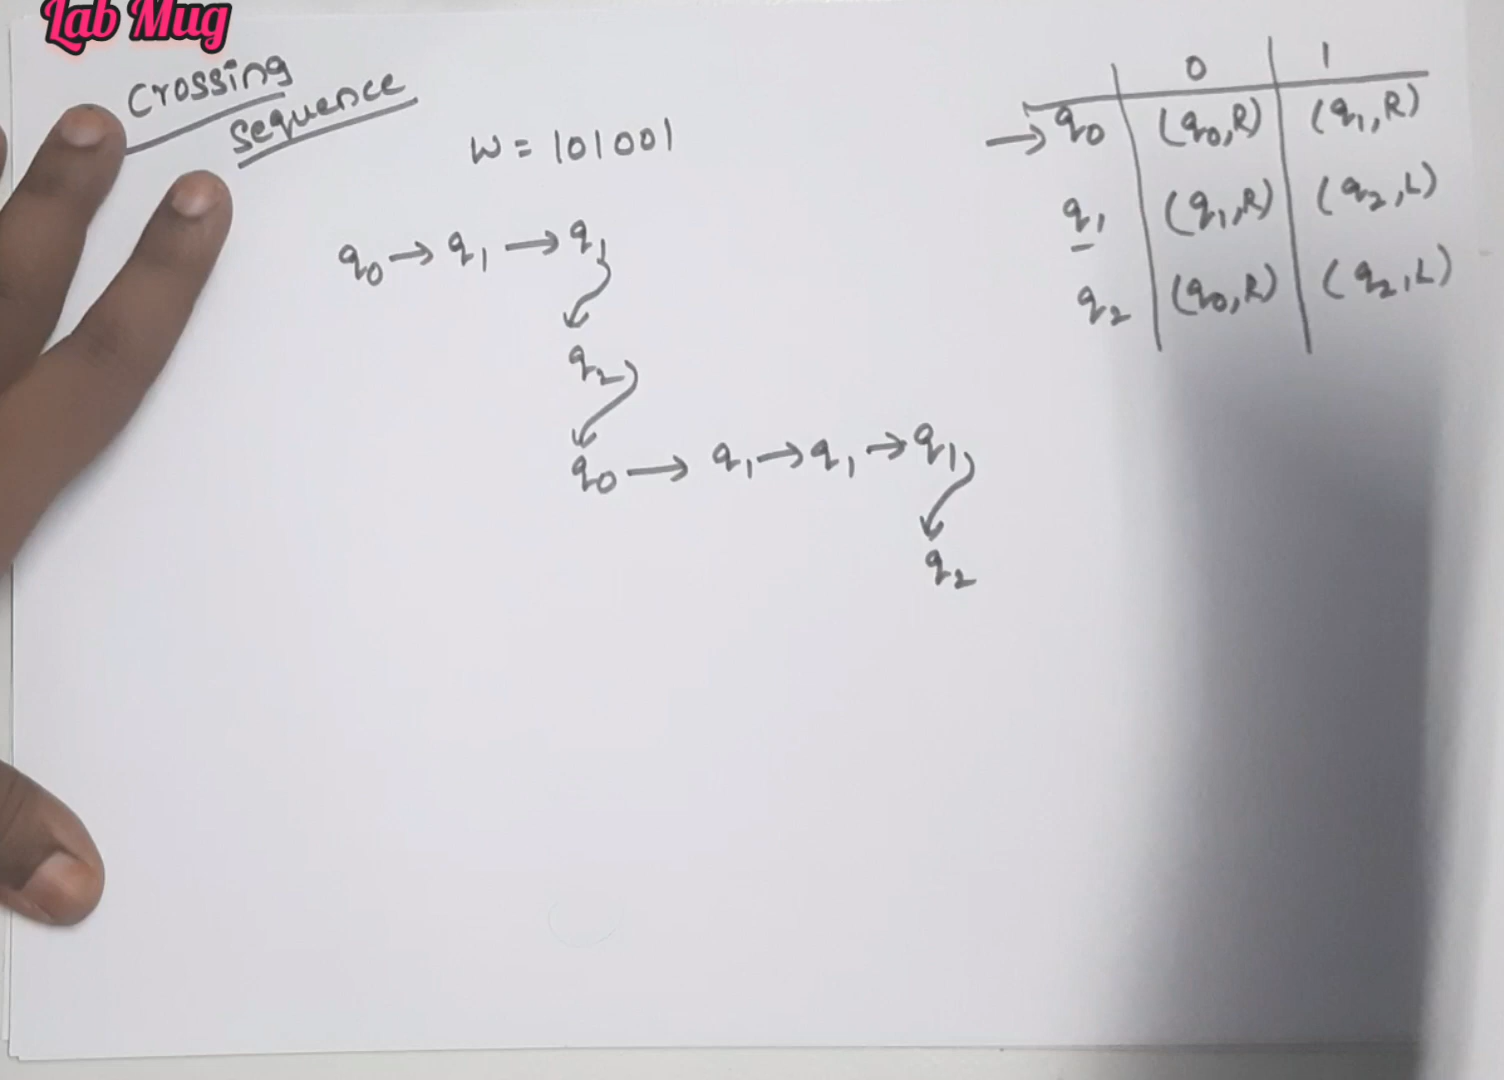 Lab Mug
Crossing
Sequence
w = 101001
q₀ → q₁ → q₁
q₂
q₀ → q₁ → q₁ → q₁
q₂
0 1
→ q₀ (q₀,R) (q₁,R)
q₁ (q₁,R) (q₂,L)
q₂ (q₀,R) (q₂,L)